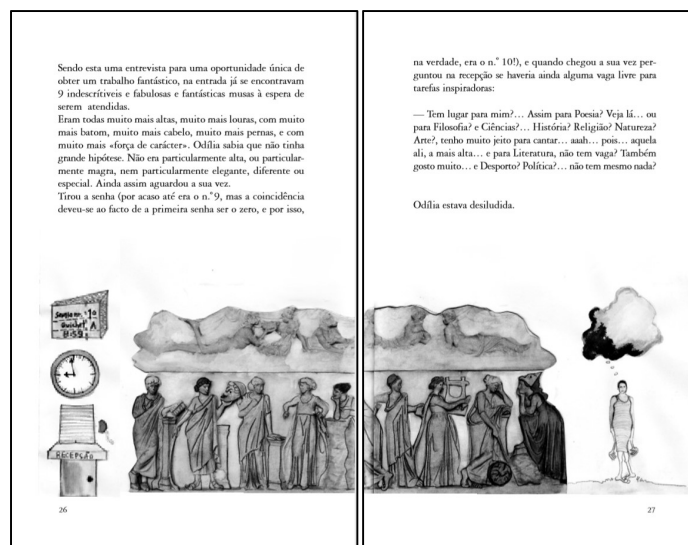 Sendo esta uma entrevista para uma oportunidade única de
obter um trabalho fantástico, na entrada já se encontravam
9 indescritíveis e fabulosas e fantásticas musas à espera de
serem atendidas.
Eram todas muito mais altas, muito mais louras, com muito
mais batom, muito mais cabelo, muito mais pernas, e com
muito mais «força de carácter». Odília sabia que não tinha
grande hipótese. Não era particularmente alta, ou particular-
mente magra, nem particularmente elegante, diferente ou
especial. Ainda assim aguardou a sua vez.
Tirou a senha (por acaso até era o n.º 9, mas a coincidência
deveu-se ao facto de a primeira senha ser o zero, e por isso,
1º
A
8:59
RECEPSÃO
26
na verdade, era o n.º 10!), e quando chegou a sua vez per-
guntou na recepção se haveria ainda alguma vaga livre para
tarefas inspiradoras:
— Tem lugar para mim?… Assim para Poesia? Veja lá… ou
para Filosofia? e Ciências?… História? Religião? Natureza?
Arte?, tenho muito jeito para cantar… aaah… pois… aquela
ali, a mais alta… e para Literatura, não tem vaga? Também
gosto muito… e Desporto? Política?… não tem mesmo nada?
Odília estava desiludida.
27